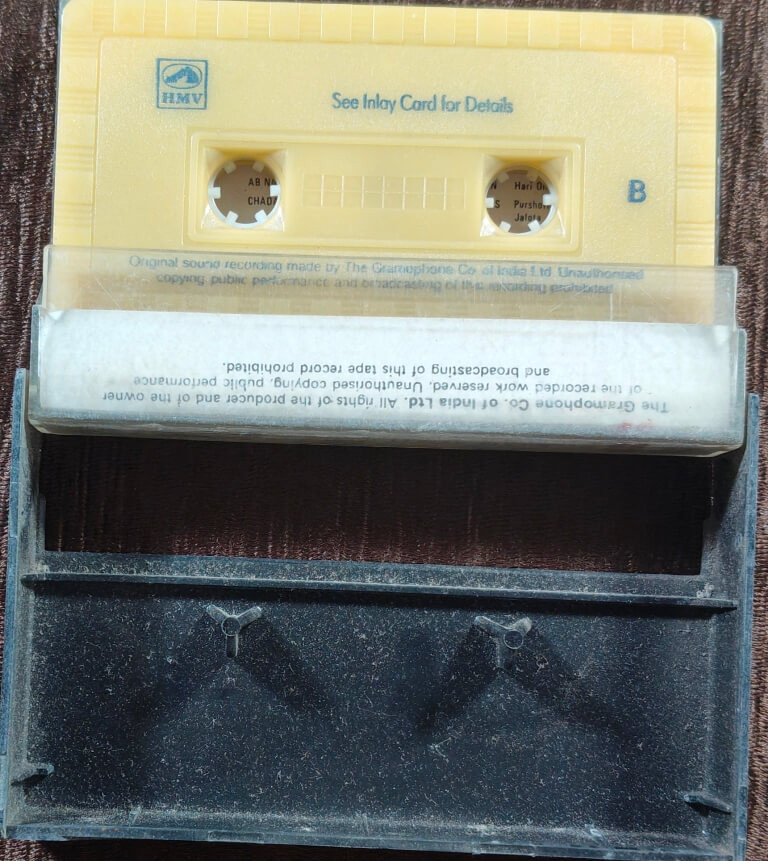 HMV
See Inlay Card for Details
B
AB
CHAD
N Hari
S Pursho
Jalota
Original sound recording made by The Gramophone Co. of India Ltd. Unauthorised
copying, public performance and broadcasting of this recording prohibited
The Gramophone Co. of India Ltd. All rights of the producer and of the owner
of the recorded work reserved. Unauthorised copying, public performance
and broadcasting of this tape record prohibited.